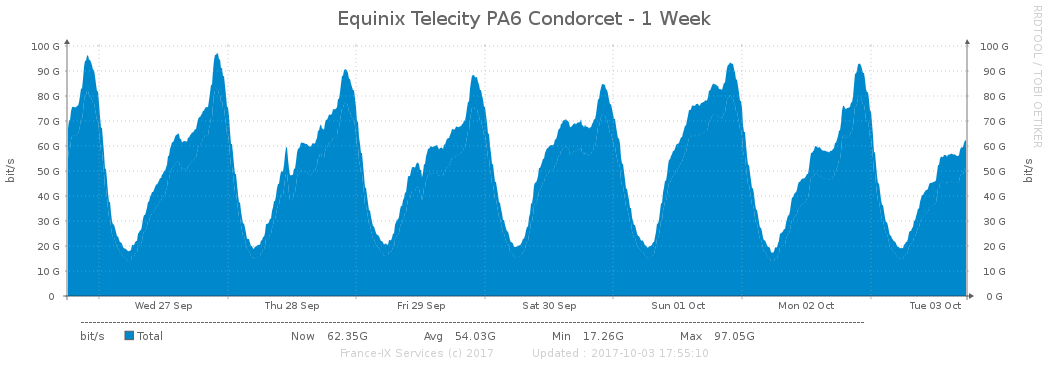 Equinix Telecity PA6 Condorcet - 1 Week
RRDTOOL / TOBI OETIKER
bit/s
100 G
90 G
80 G
70 G
60 G
50 G
40 G
30 G
20 G
10 G
0
100 G
90 G
80 G
70 G
60 G
50 G
40 G
30 G
20 G
10 G
0 G
bit/s
Wed 27 Sep Thu 28 Sep Fri 29 Sep Sat 30 Sep Sun 01 Oct Mon 02 Oct Tue 03 Oct
bit/s Total Now 62.35G Avg 54.03G Min 17.26G Max 97.05G
France-IX Services (c) 2017 Updated : 2017-10-03 17:55:10